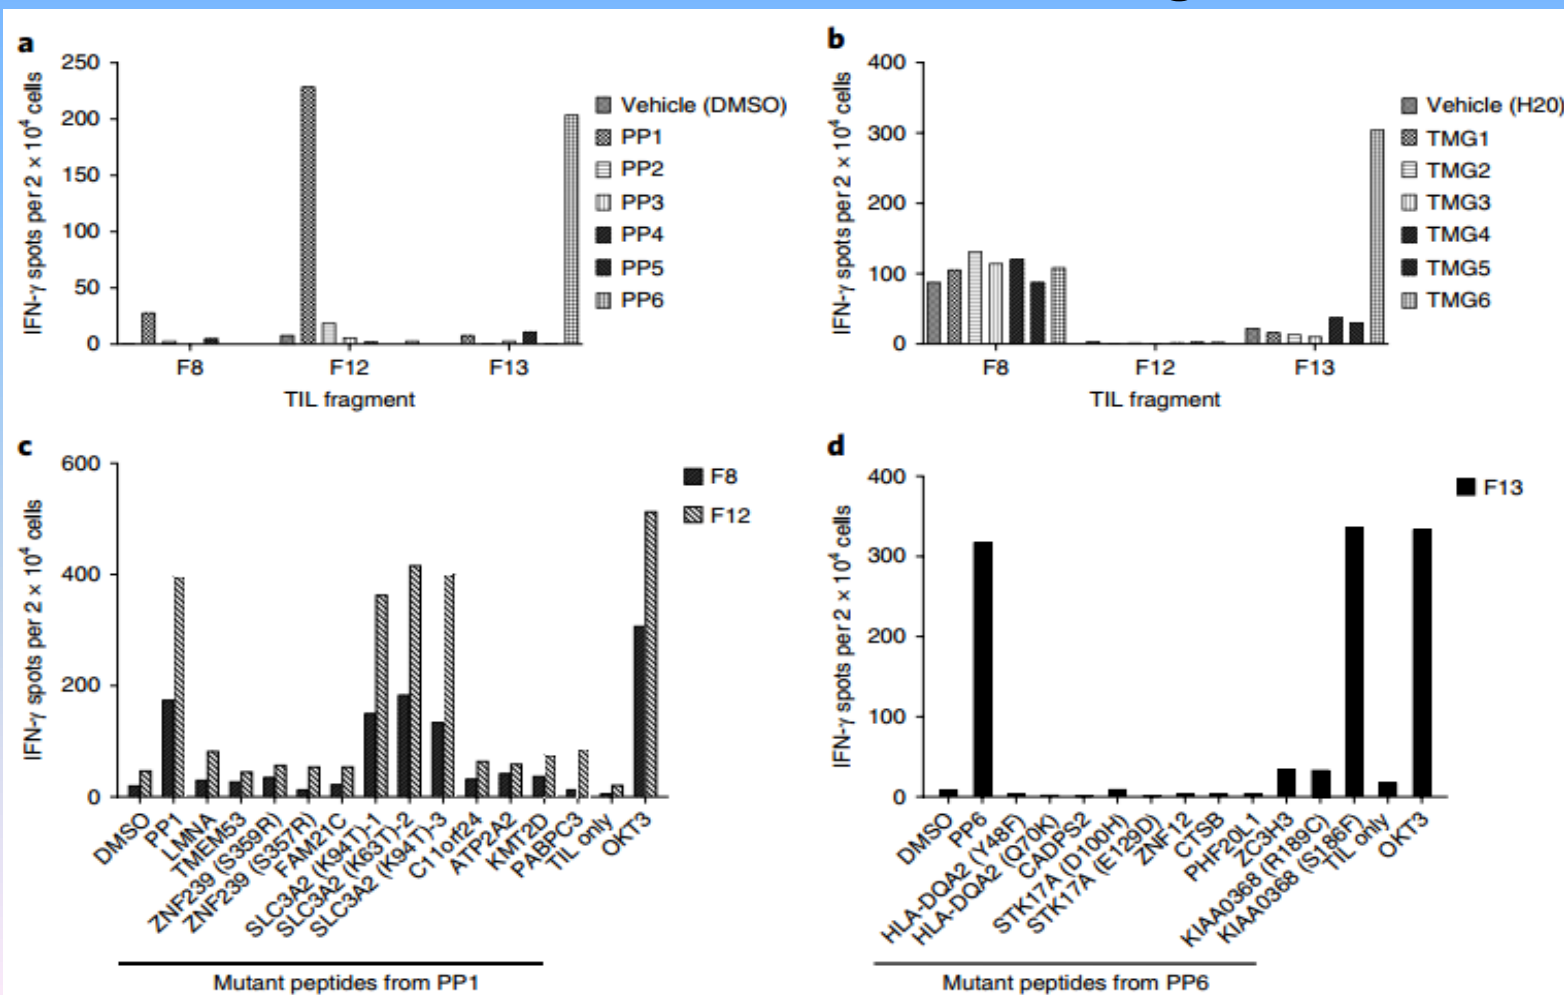 a
250
200
150
100
50
0
IFN-γ spots per 2 × 10⁴ cells
F8
F12
F13
TIL fragment
Vehicle (DMSO)
PP1
PP2
PP3
PP4
PP5
PP6
b
400
300
200
100
0
IFN-γ spots per 2 × 10⁴ cells
F8
F12
F13
TIL fragment
Vehicle (H20)
TMG1
TMG2
TMG3
TMG4
TMG5
TMG6
c
600
400
200
0
IFN-γ spots per 2 × 10⁴ cells
F8
F12
DMSO
PP1
LMNA
TMEM53
ZNF239 (S359R)
ZNF239 (S357R)
FAM21C
SLC3A2 (K94T)-1
SLC3A2 (K63T)-2
SLC3A2 (K94T)-3
C11orf24
ATP2A2
KMT2D
PABPC3
TIL only
OKT3
Mutant peptides from PP1
d
400
300
200
100
0
IFN-γ spots per 2 × 10⁴ cells
F13
DMSO
PP6
HLA-DQA2 (Y48F)
HLA-DQA2 (Q70K)
CADPS2
STK17A (D100H)
STK17A (E129D)
ZNF12
CTSB
PHF20L1
ZC3H3
KIAA0368 (R189C)
KIAA0368 (S186F)
TIL only
OKT3
Mutant peptides from PP6